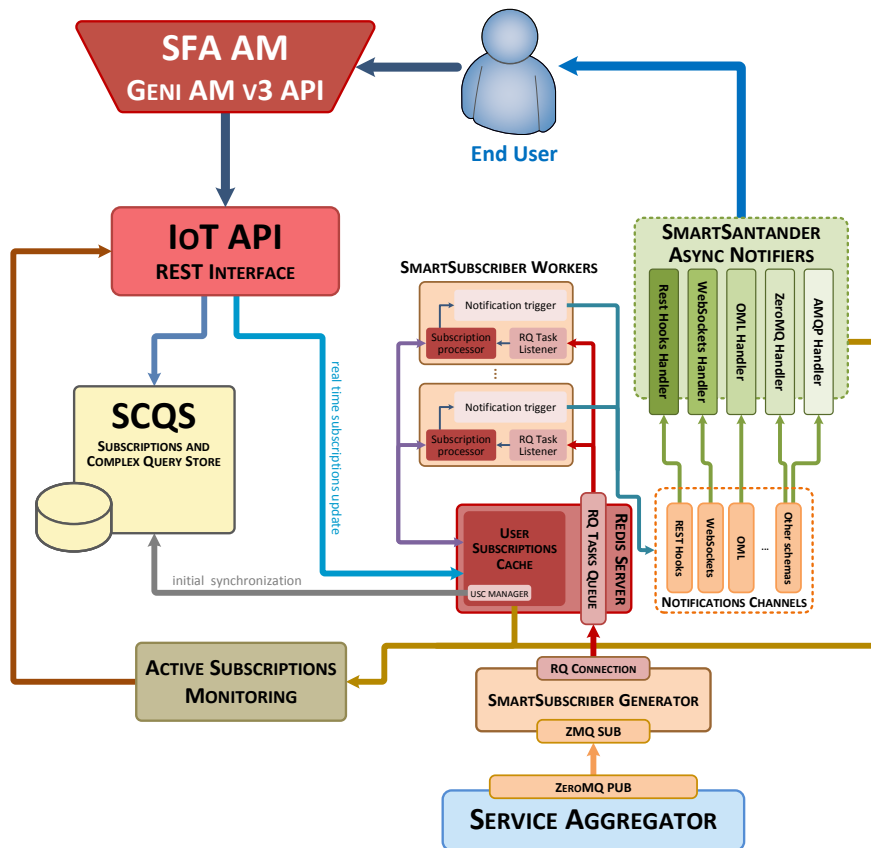 SFA AM
GENI AM V3 API
End User
IOT API
REST INTERFACE
SMARTSANTANDER
ASYNC NOTIFIERS
Rest Hooks Handler
WebSockets Handler
OML Handler
ZeroMQ Handler
AMQP Handler
SMARTSUBSCRIBER WORKERS
Notification trigger
Subscription
processor
RQ Task
Listener
...
Notification trigger
Subscription
processor
RQ Task
Listener
real time subscriptions update
SCQS
SUBSCRIPTIONS AND
COMPLEX QUERY STORE
USER
SUBSCRIPTIONS
CACHE
USC MANAGER
RQ TASKS QUEUE
REDIS SERVER
REST Hooks
WebSockets
OML
...
Other schemas
NOTIFICATIONS CHANNELS
initial synchronization
ACTIVE SUBSCRIPTIONS
MONITORING
RQ CONNECTION
SMARTSUBSCRIBER GENERATOR
ZMQ SUB
ZEROMQ PUB
SERVICE AGGREGATOR